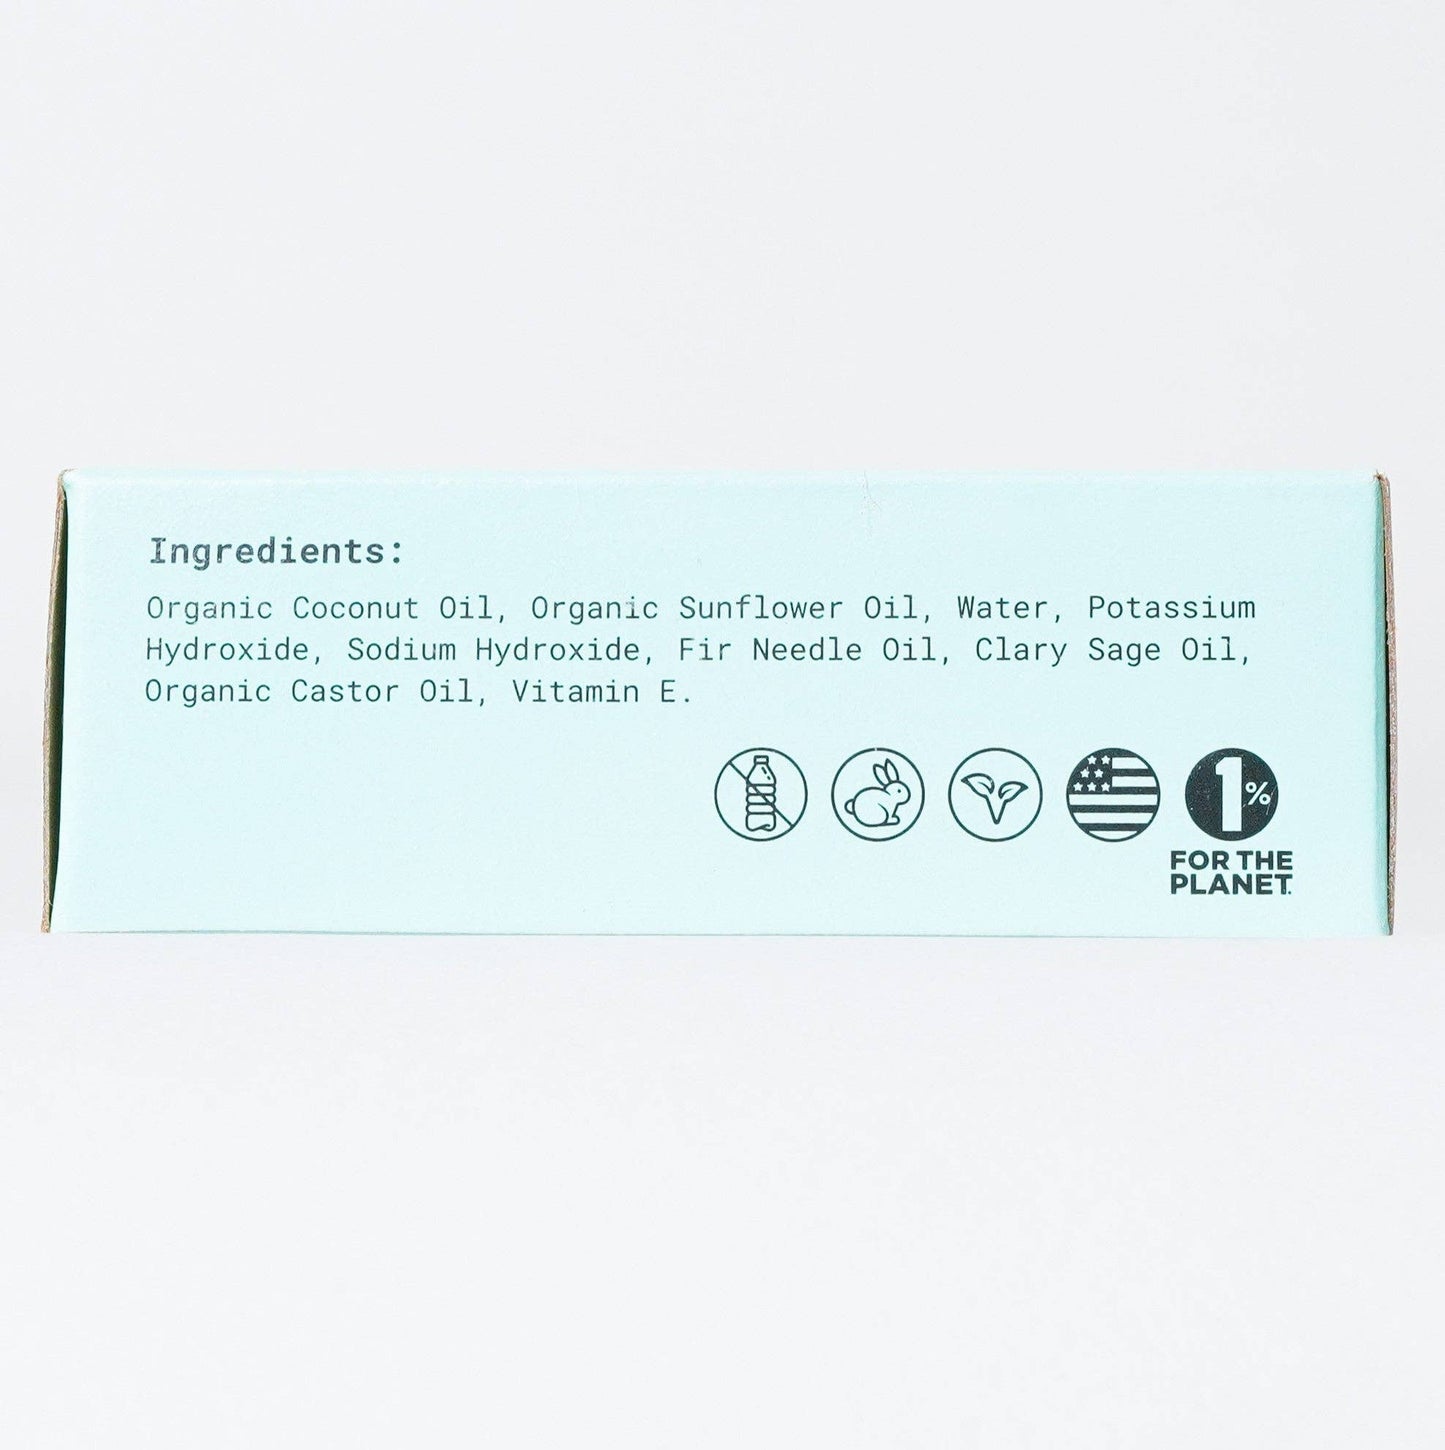 Ingredients:
Organic Coconut Oil, Organic Sunflower Oil, Water, Potassium
Hydroxide, Sodium Hydroxide, Fir Needle Oil, Clary Sage Oil,
Organic Castor Oil, Vitamin E.
1%
FOR THE
PLANET.